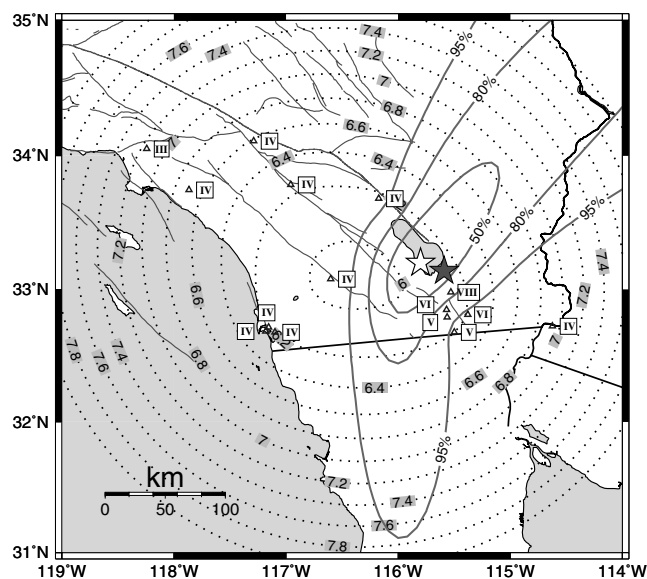 35°N
34°N
33°N
32°N
31°N
119°W
118°W
117°W
116°W
115°W
114°W
7.6
7.4
7.4
7.2
7
6.8
6.6
6.4
6.4
7
95%
80%
50%
80%
95%
III
IV
IV
IV
IV
IV
7.2
6.6
6
IV
VIII
VI
VI
V
V
IV
IV
IV
IV
7.4
7.2
7
7.8
7.6
7.4
6.8
6.6
6.8
6.4
7
95%
km
0
50
100
7.2
7.4
7.6
7.8